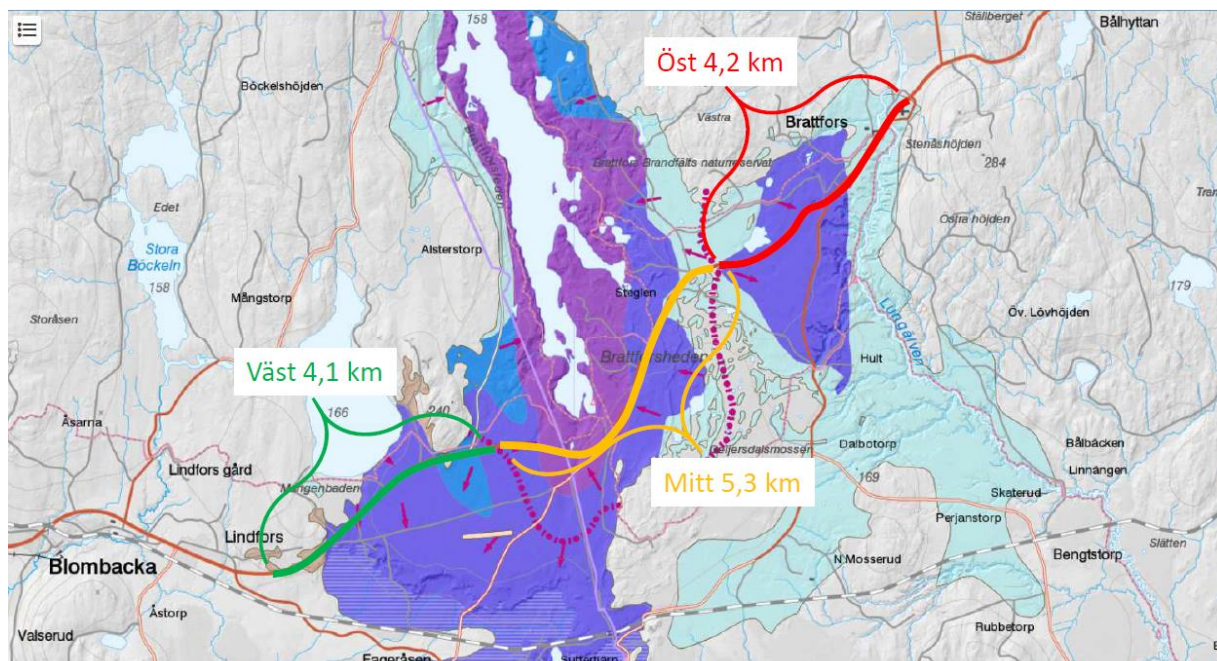 158
Ställberget
Bålhyttan
Öst 4,2 km
Böckelshöjden
Västra
Brattfors
Stenåshöjden
284
Brattfors Brandfälts naturreservat
Brattforsheden
Edet
Östra höjden
Stora
Böckeln
158
Alsterstorp
Mångstorp
Steglen
179
Storåsen
Öv. Lövhöjden
Lungälven
Brattforsheden
Hult
Väst 4,1 km
166
240
Åsarna
Dalbotorp
Geijersdalsmossen
Bålbäcken
Lindfors gård
Linnängen
Mitt 5,3 km
169
Mangenbaden
Skaterud
Perjanstorp
Lindfors
Blombacka
N.Mosserud
Bengtstorp
Slätten
Åstorp
Valserud
Rubbetorp
Fageråsen